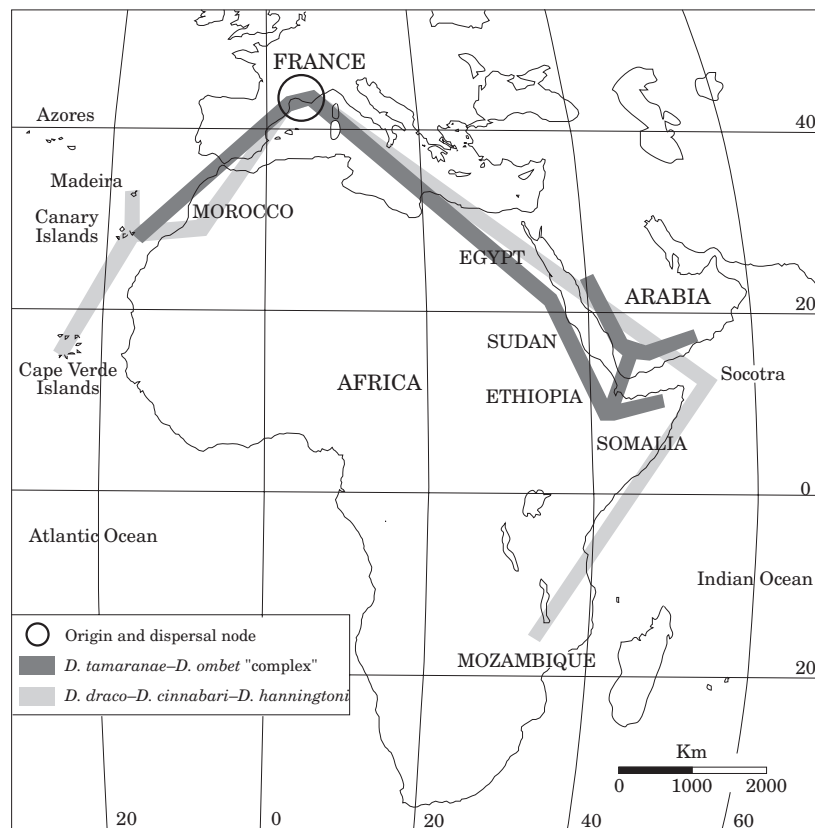 FRANCE
Azores
40
Madeira
Canary
Islands
MOROCCO
EGYPT
ARABIA
20
SUDAN
Cape Verde
Islands
AFRICA
Socotra
ETHIOPIA
SOMALIA
0
Atlantic Ocean
Indian Ocean
Origin and dispersal node
D. tamaranae–D. ombet "complex"
D. draco–D. cinnabari–D. hanningtoni
MOZAMBIQUE
20
Km
0 1000 2000
20 0 20 40 60